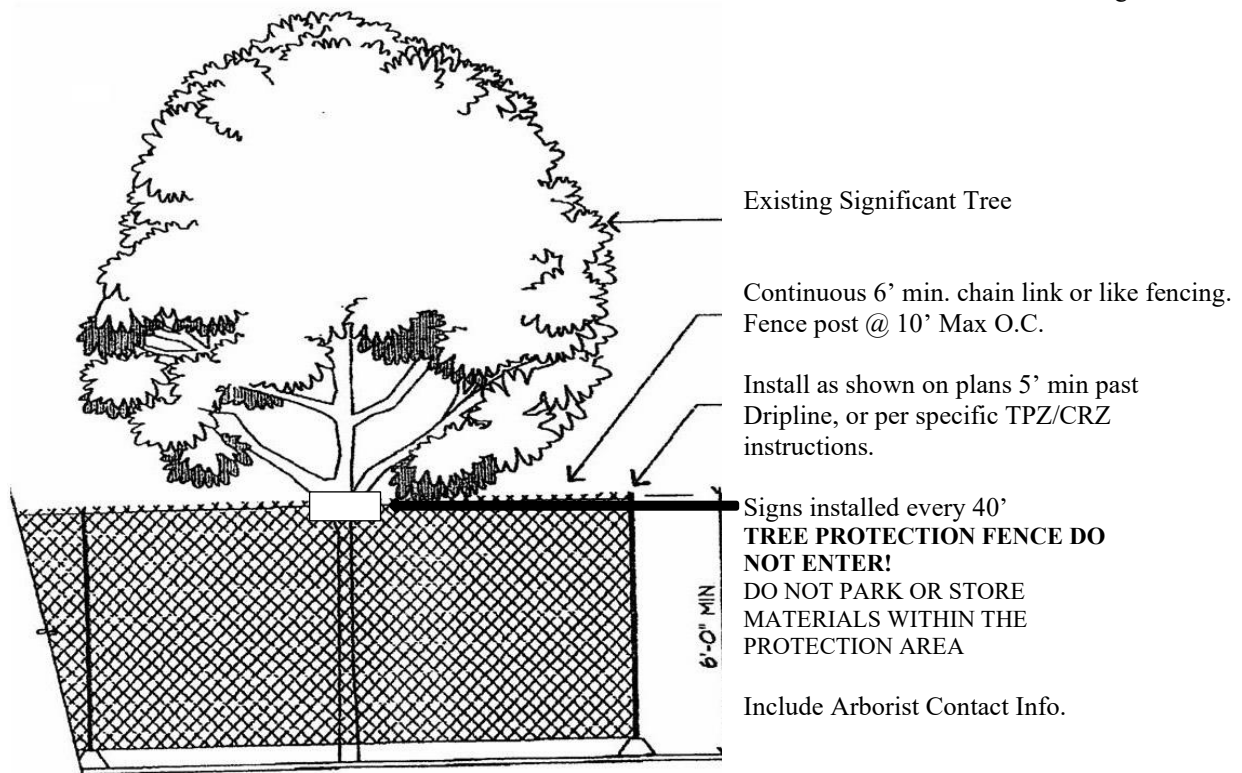 Existing Significant Tree
Continuous 6’ min. chain link or like fencing.
Fence post @ 10’ Max O.C.
Install as shown on plans 5’ min past
Dripline, or per specific TPZ/CRZ
instructions.
Signs installed every 40’
TREE PROTECTION FENCE DO
NOT ENTER!
DO NOT PARK OR STORE
MATERIALS WITHIN THE
PROTECTION AREA
Include Arborist Contact Info.
6'-0" MIN